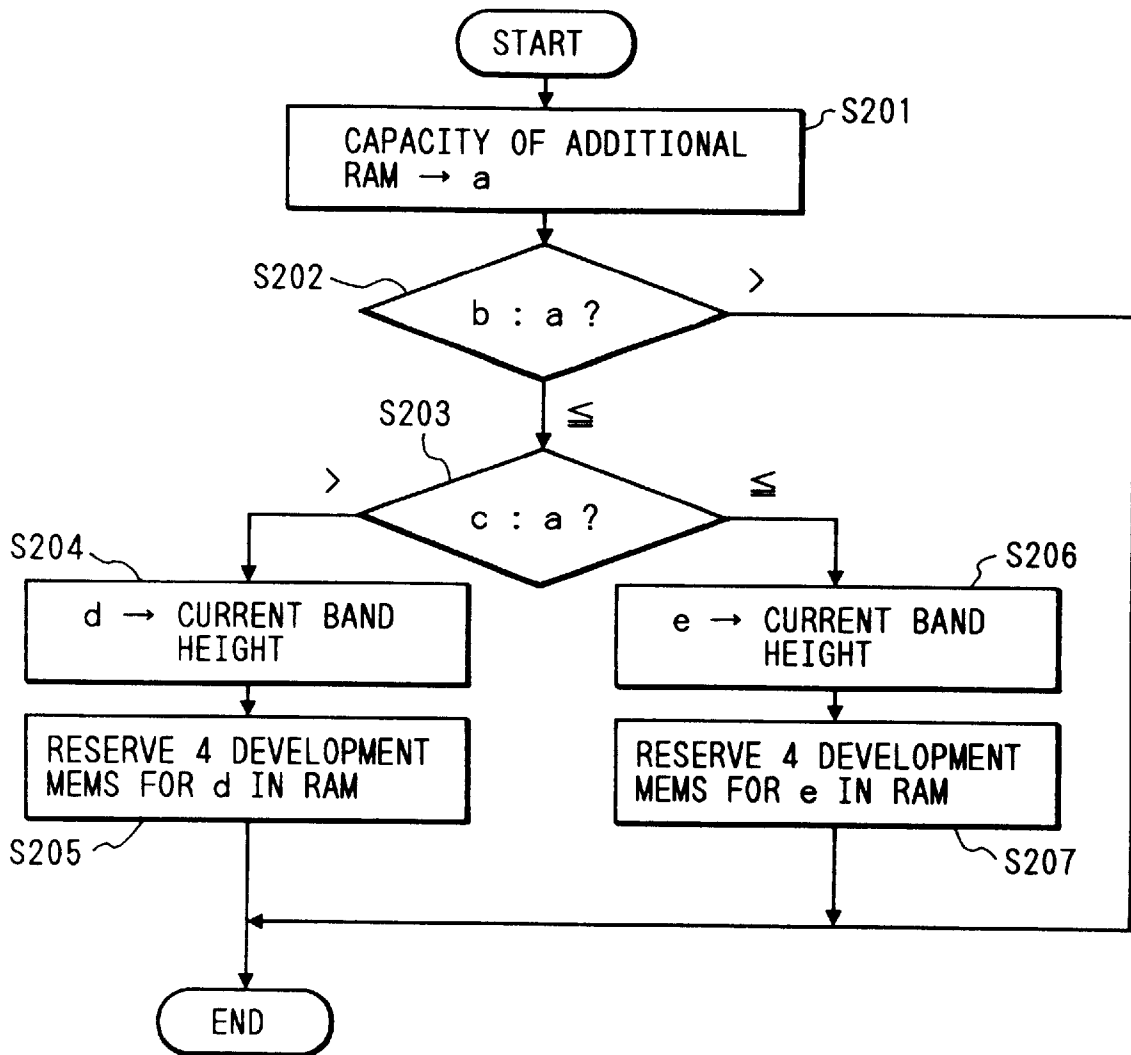 START
S201
CAPACITY OF ADDITIONAL
RAM → a
S202
>
b : a ?
S203
≦
>
≦
c : a ?
S204
S206
d → CURRENT BAND
HEIGHT
e → CURRENT BAND
HEIGHT
RESERVE 4 DEVELOPMENT
MEMS FOR d IN RAM
RESERVE 4 DEVELOPMENT
MEMS FOR e IN RAM
S205
S207
END